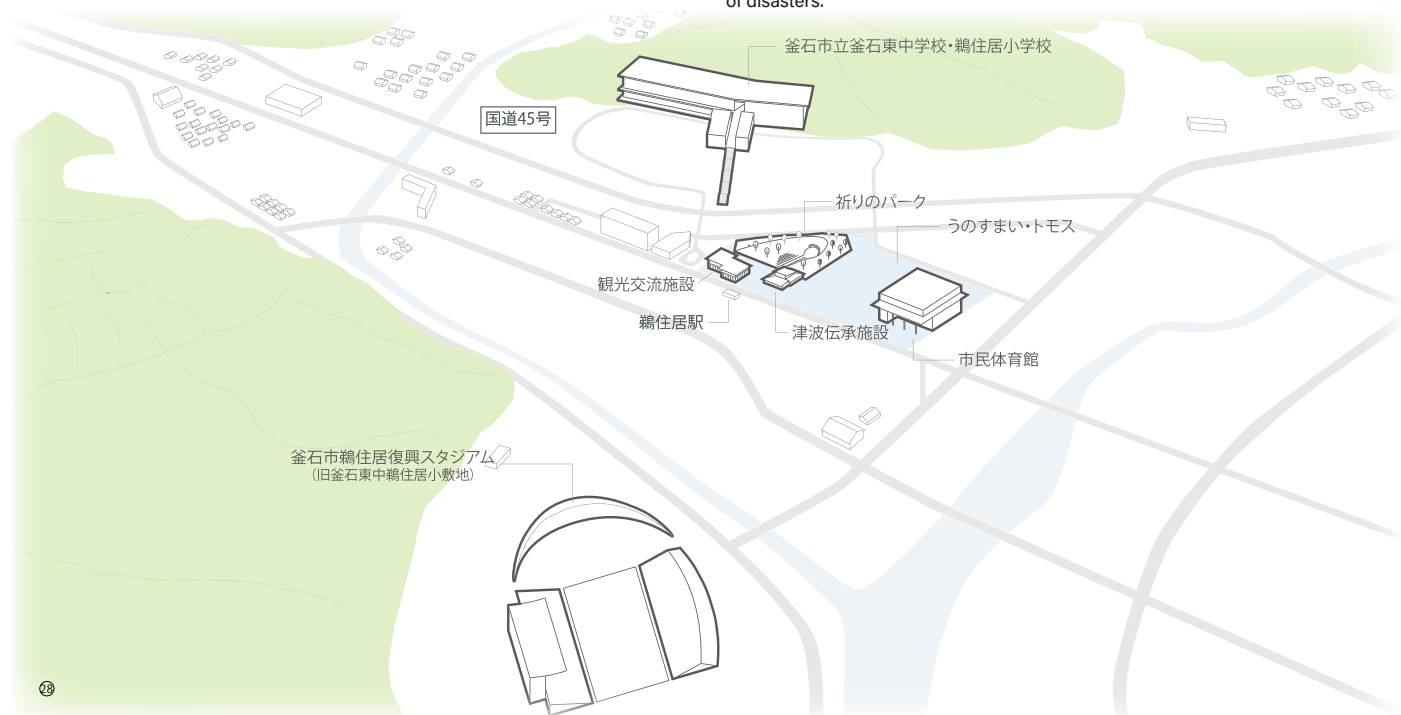 of disasters.
釜石市立釜石東中学校・鵜住居小学校
国道45号
祈りのパーク
うのすまい・トモス
観光交流施設
鵜住居駅
津波伝承施設
市民体育館
釜石市鵜住居復興スタジアム
（旧釜石東中鵜住居小敷地）
28